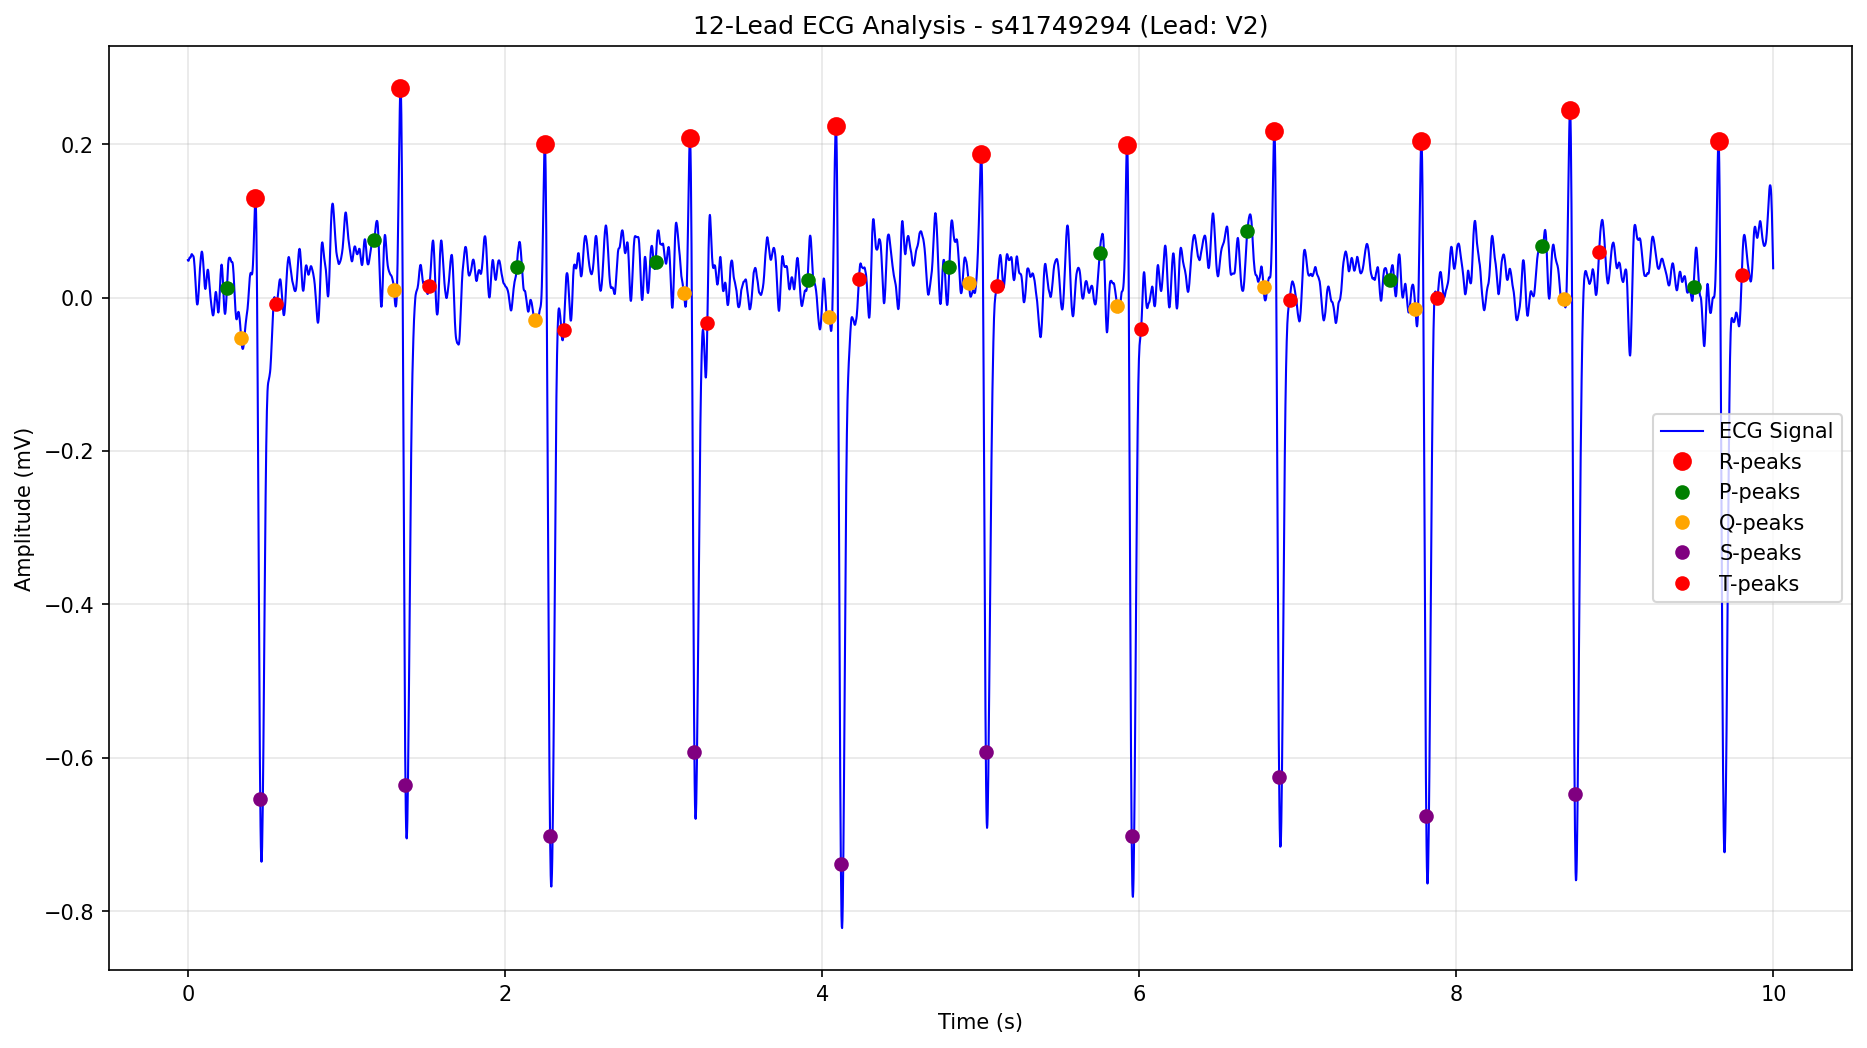 12-Lead ECG Analysis - s41749294 (Lead: V2)
Amplitude (mV)
0.2
0.0
−0.2
−0.4
−0.6
−0.8
ECG Signal
R-peaks
P-peaks
Q-peaks
S-peaks
T-peaks
0 2 4 6 8 10
Time (s)